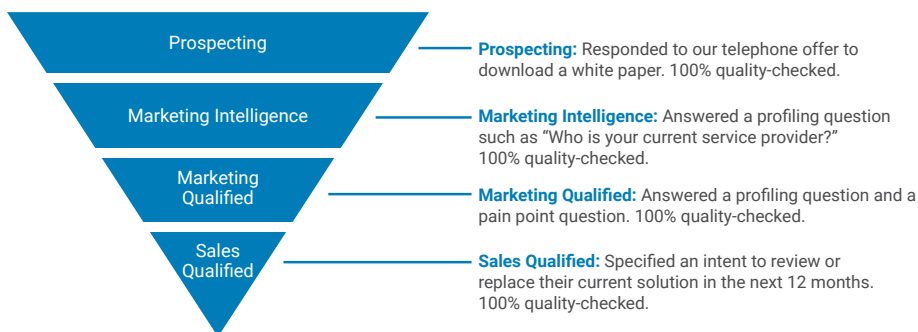 Prospecting
Prospecting: Responded to our telephone offer to
download a white paper. 100% quality-checked.
Marketing Intelligence
Marketing Intelligence: Answered a profiling question
such as “Who is your current service provider?”
100% quality-checked.
Marketing
Qualified
Marketing Qualified: Answered a profiling question and a
pain point question. 100% quality-checked.
Sales
Qualified
Sales Qualified: Specified an intent to review or
replace their current solution in the next 12 months.
100% quality-checked.